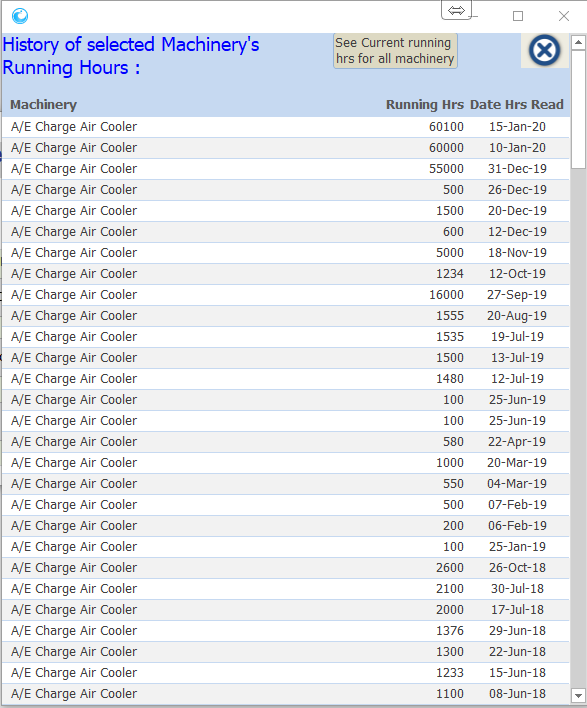 History of selected Machinery's
Running Hours :
See Current running
hrs for all machinery
Machinery Running Hrs Date Hrs Read
A/E Charge Air Cooler 60100 15-Jan-20
A/E Charge Air Cooler 60000 10-Jan-20
A/E Charge Air Cooler 55000 31-Dec-19
A/E Charge Air Cooler 500 26-Dec-19
A/E Charge Air Cooler 1500 20-Dec-19
A/E Charge Air Cooler 600 12-Dec-19
A/E Charge Air Cooler 5000 18-Nov-19
A/E Charge Air Cooler 1234 12-Oct-19
A/E Charge Air Cooler 16000 27-Sep-19
A/E Charge Air Cooler 1555 20-Aug-19
A/E Charge Air Cooler 1535 19-Jul-19
A/E Charge Air Cooler 1500 13-Jul-19
A/E Charge Air Cooler 1480 12-Jul-19
A/E Charge Air Cooler 100 25-Jun-19
A/E Charge Air Cooler 100 25-Jun-19
A/E Charge Air Cooler 580 22-Apr-19
A/E Charge Air Cooler 1000 20-Mar-19
A/E Charge Air Cooler 550 04-Mar-19
A/E Charge Air Cooler 500 07-Feb-19
A/E Charge Air Cooler 200 06-Feb-19
A/E Charge Air Cooler 100 25-Jan-19
A/E Charge Air Cooler 2600 26-Oct-18
A/E Charge Air Cooler 2100 30-Jul-18
A/E Charge Air Cooler 2000 17-Jul-18
A/E Charge Air Cooler 1376 29-Jun-18
A/E Charge Air Cooler 1300 22-Jun-18
A/E Charge Air Cooler 1233 15-Jun-18
A/E Charge Air Cooler 1100 08-Jun-18